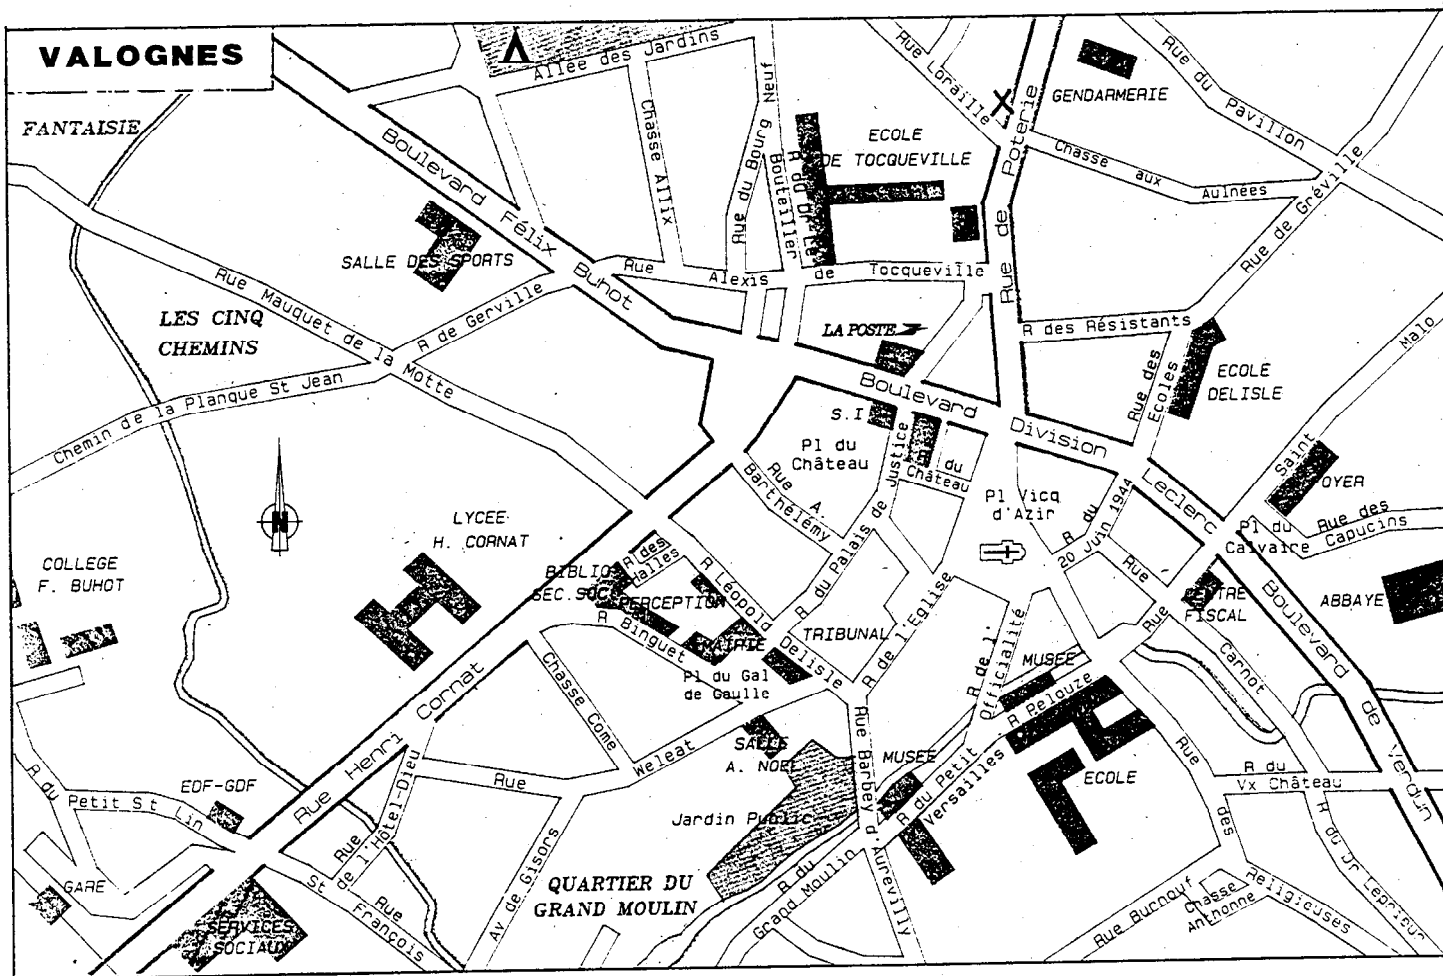 VALOGNES
FANTAISIE
Allée des Jardins
Rue Loraille
GENDARMERIE
Rue du Pavillon
Boulevard Félix Buhot
Chasse Allix
Rue du Bourg Neuf
R du Dr Le
Bouteiller
ECOLE
DE TOCQUEVILLE
Rue de Poterie
Chasse aux Aulnées
Rue de Gréville
SALLE DES SPORTS
Rue Alexis de Tocqueville
Rue Mauquet de la Motte
R de Gerville
LES CINQ
CHEMINS
LA POSTE
R des Résistants
Malo
Saint
Chemin de la Planque St Jean
Boulevard Division Leclerc
Rue des
Ecoles
ECOLE
DELISLE
S.I
Pl du
Château
R du
Château
Rue A.
Barthélémy
R du Palais de Justice
Pl Vicq
d'Azir
R du
20 Juin 1944
OYER
Pl du
Calvaire
Rue des
Capucins
N
LYCEE
H. CORNAT
COLLEGE
F. BUHOT
BIBLIO
SEC.SOC.
R des
Halles
PERCEPTION
R Léopold Delisle
MAIRIE
R Binguet
TRIBUNAL
R de l'Eglise
R de l'
Officialité
Rue Carnot
CENTRE
FISCAL
ABBAYE
Boulevard de Verdun
MUSEE
Rue
R Pelouze
Pl du Gal
de Gaulle
Chasse Come
Rue Henri Cornat
Rue Weleat
SALLE
A. NOEL
Rue Barbey d'Aurevilly
MUSEE
R du Petit
Versailles
ECOLE
Rue des Religieuses
R du
Vx Château
R du Dr Leprieur
EDF-GDF
R du Petit St Lin
Rue
de l'Hôtel-Dieu
Jardin Public
Av de Gisors
R du
Grand Moulin
QUARTIER DU
GRAND MOULIN
GARE
SERVICES
SOCIAUX
Rue
St François
Rue Burnouf
Chasse
Anthonne